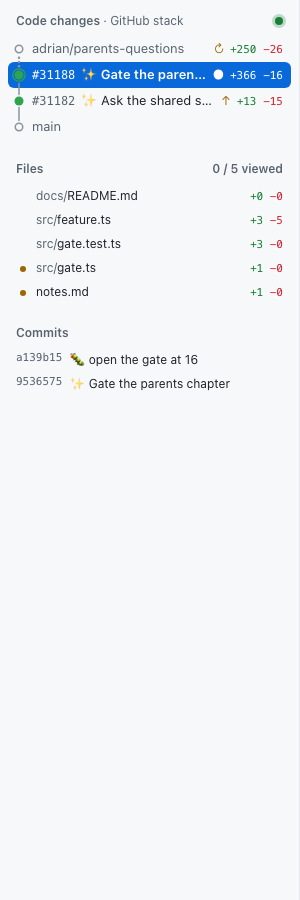 Code changes · GitHub stack
adrian/parents-questions ↻ +250 −26
#31188 ✨ Gate the paren... +366 −16
#31182 ✨ Ask the shared s... ↑ +13 −15
main
Files 0 / 5 viewed
docs/README.md +0 −0
src/feature.ts +3 −5
src/gate.test.ts +3 −0
src/gate.ts +1 −0
notes.md +1 −0
Commits
a139b15 🐛 open the gate at 16
9536575 ✨ Gate the parents chapter